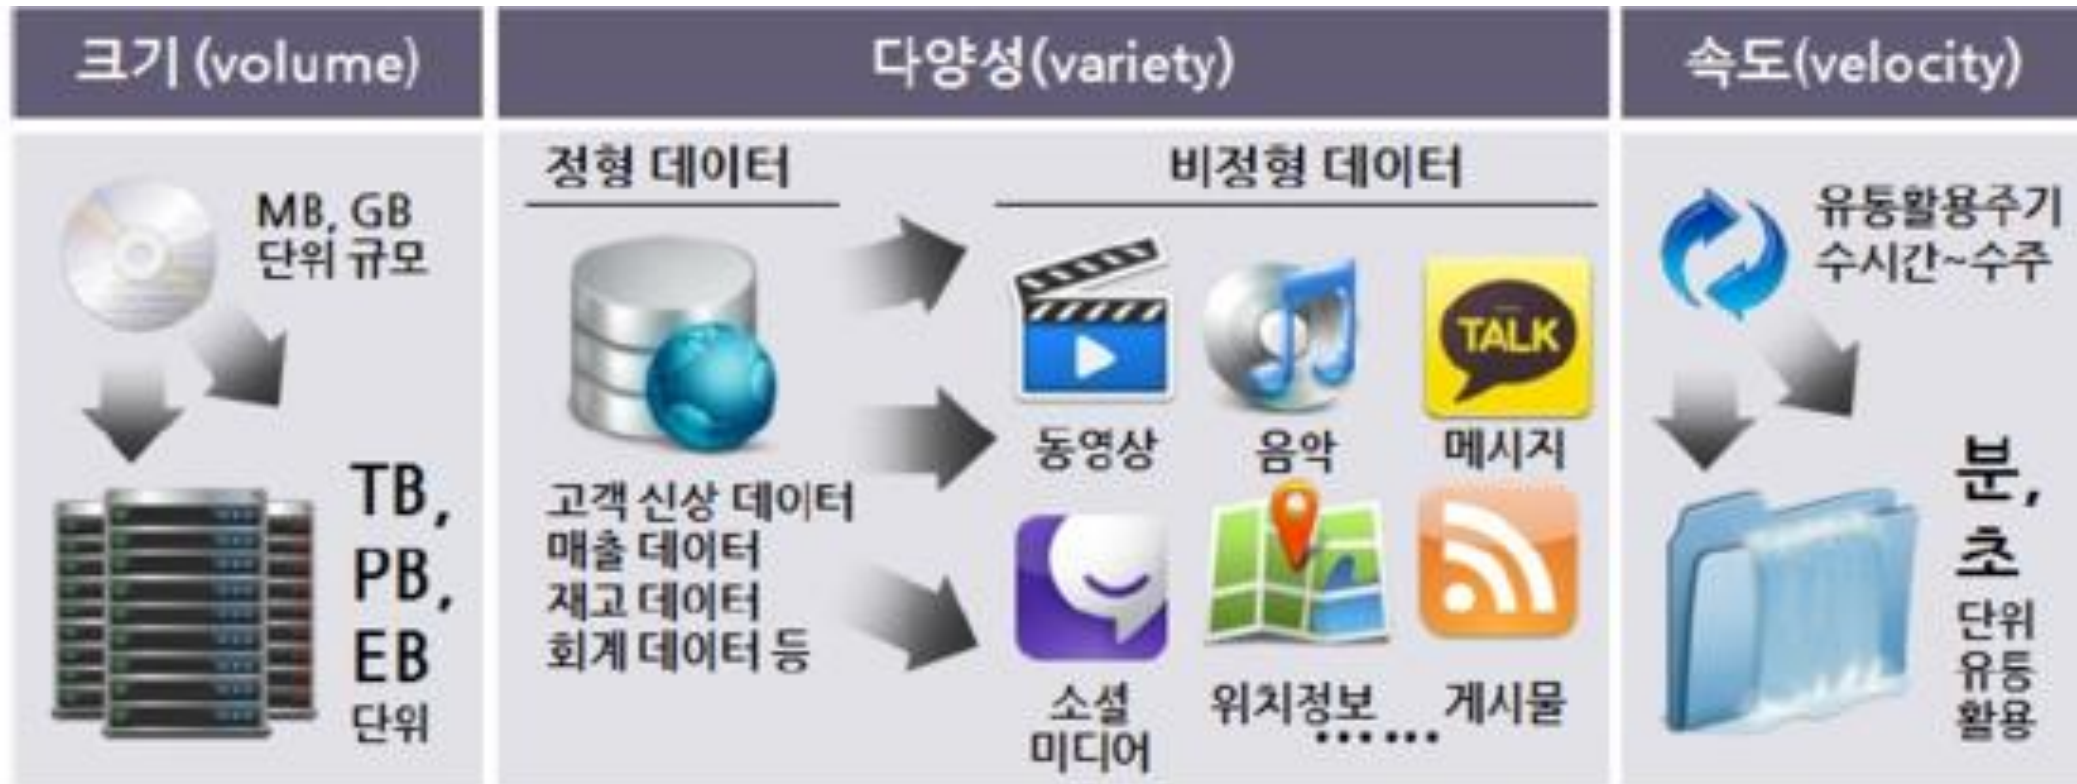 크기 (volume)
MB, GB
단위 규모
TB,
PB,
EB
단위
다양성(variety)
정형 데이터
고객 신상 데이터
매출 데이터
재고 데이터
회계 데이터 등
비정형 데이터
동영상
음악
TALK
메시지
소셜
미디어
위치정보
……
게시물
속도(velocity)
유통활용주기
수시간~수주
분,
초
단위
유통
활용